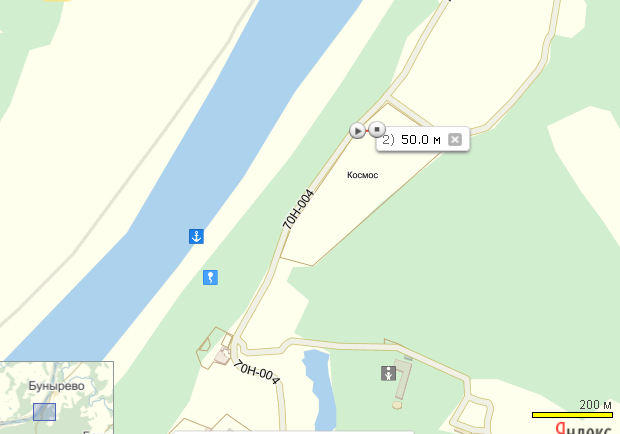 2) 50.0 м
Космос
70Н-004
70Н-004
Бунырево
200 м
Яндекс